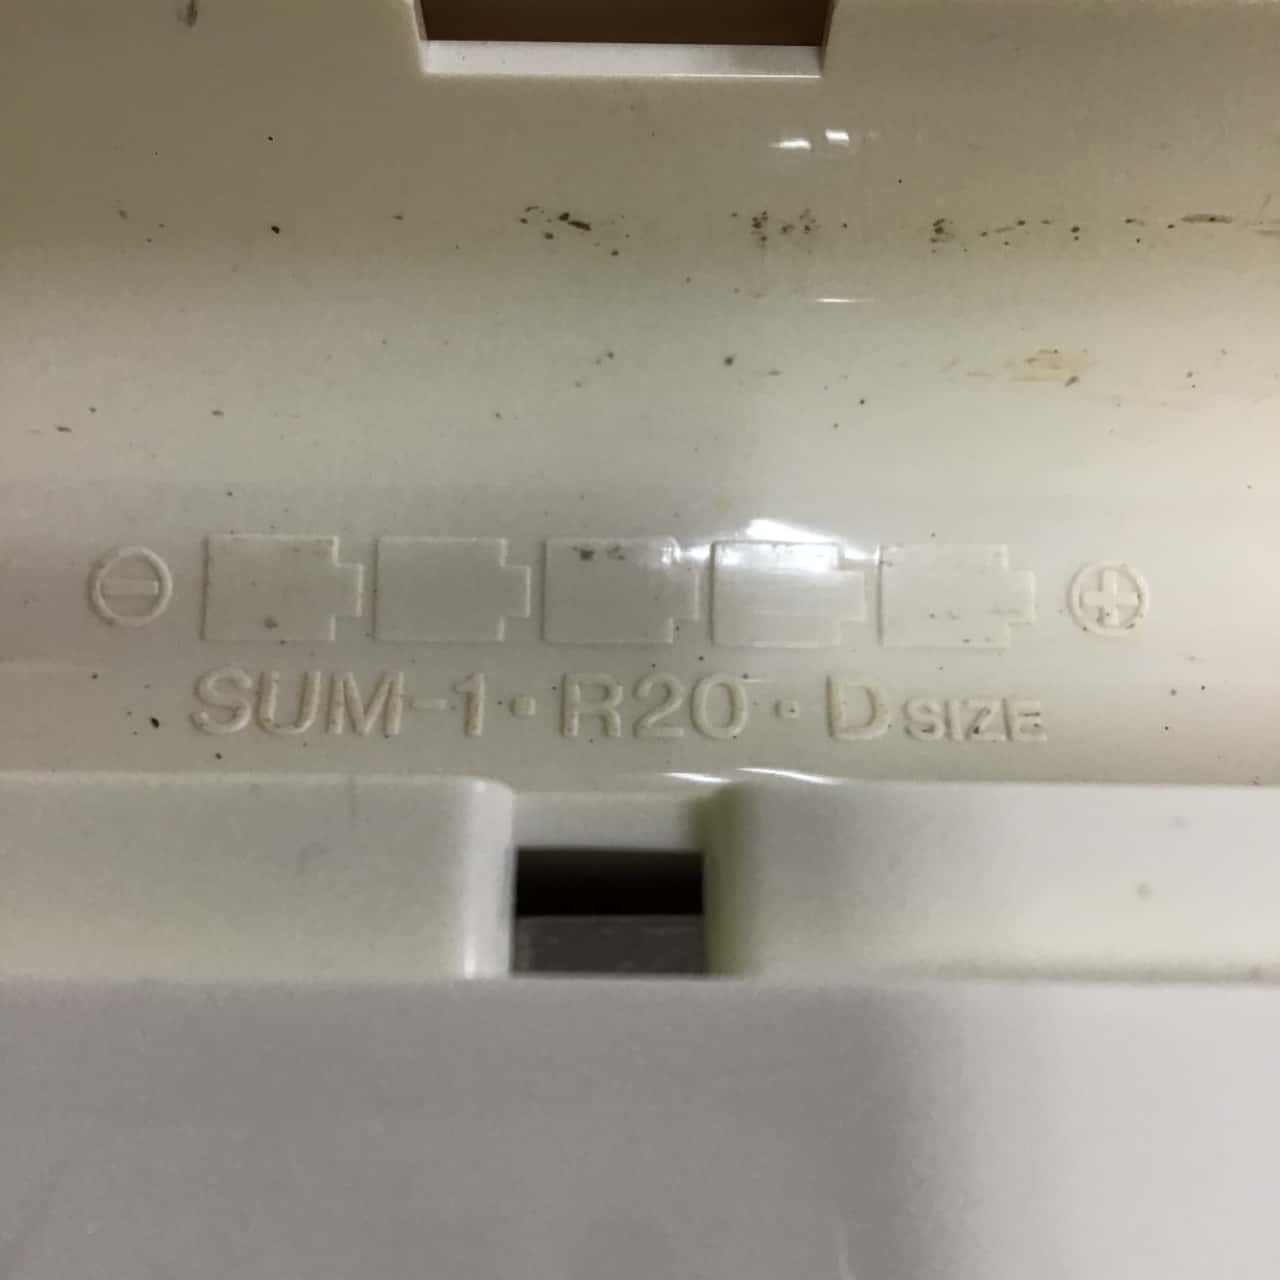 ⊖ ⊕
SUM-1・R20・D SIZE